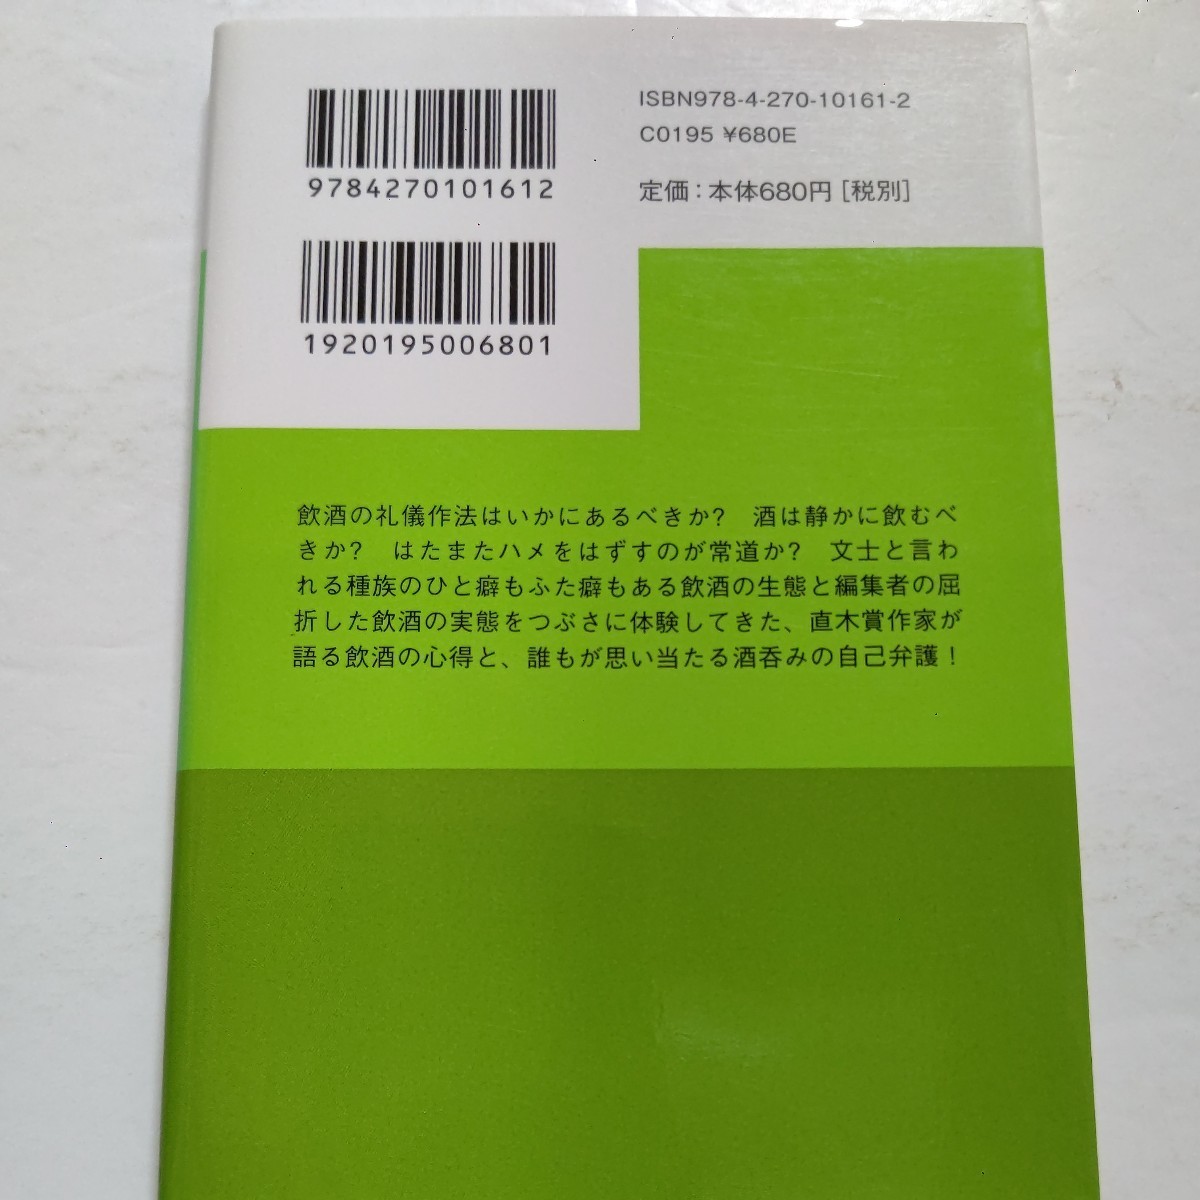 ISBN978-4-270-10161-2
C0195 ¥680E
定価：本体680円［税別］
9784270101612
1920195006801
飲酒の礼儀作法はいかにあるべきか?　酒は静かに飲むべ
きか?　はたまたハメをはずすのが常道か?　文士と言わ
れる種族のひと癖もふた癖もある飲酒の生態と編集者の屈
折した飲酒の実態をつぶさに体験してきた、直木賞作家が
語る飲酒の心得と、誰もが思い当たる酒呑みの自己弁護！